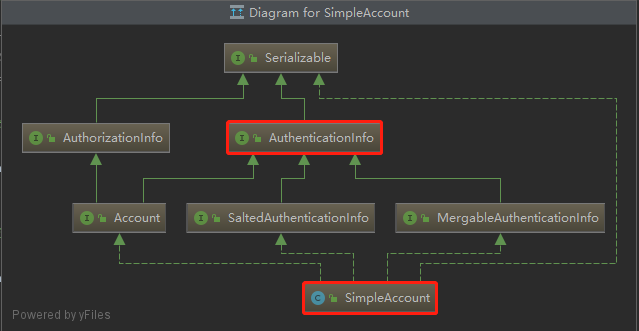 Diagram for SimpleAccount
I Serializable
I AuthorizationInfo I AuthenticationInfo
I Account I SaltedAuthenticationInfo I MergableAuthenticationInfo
C SimpleAccount
Powered by yFiles